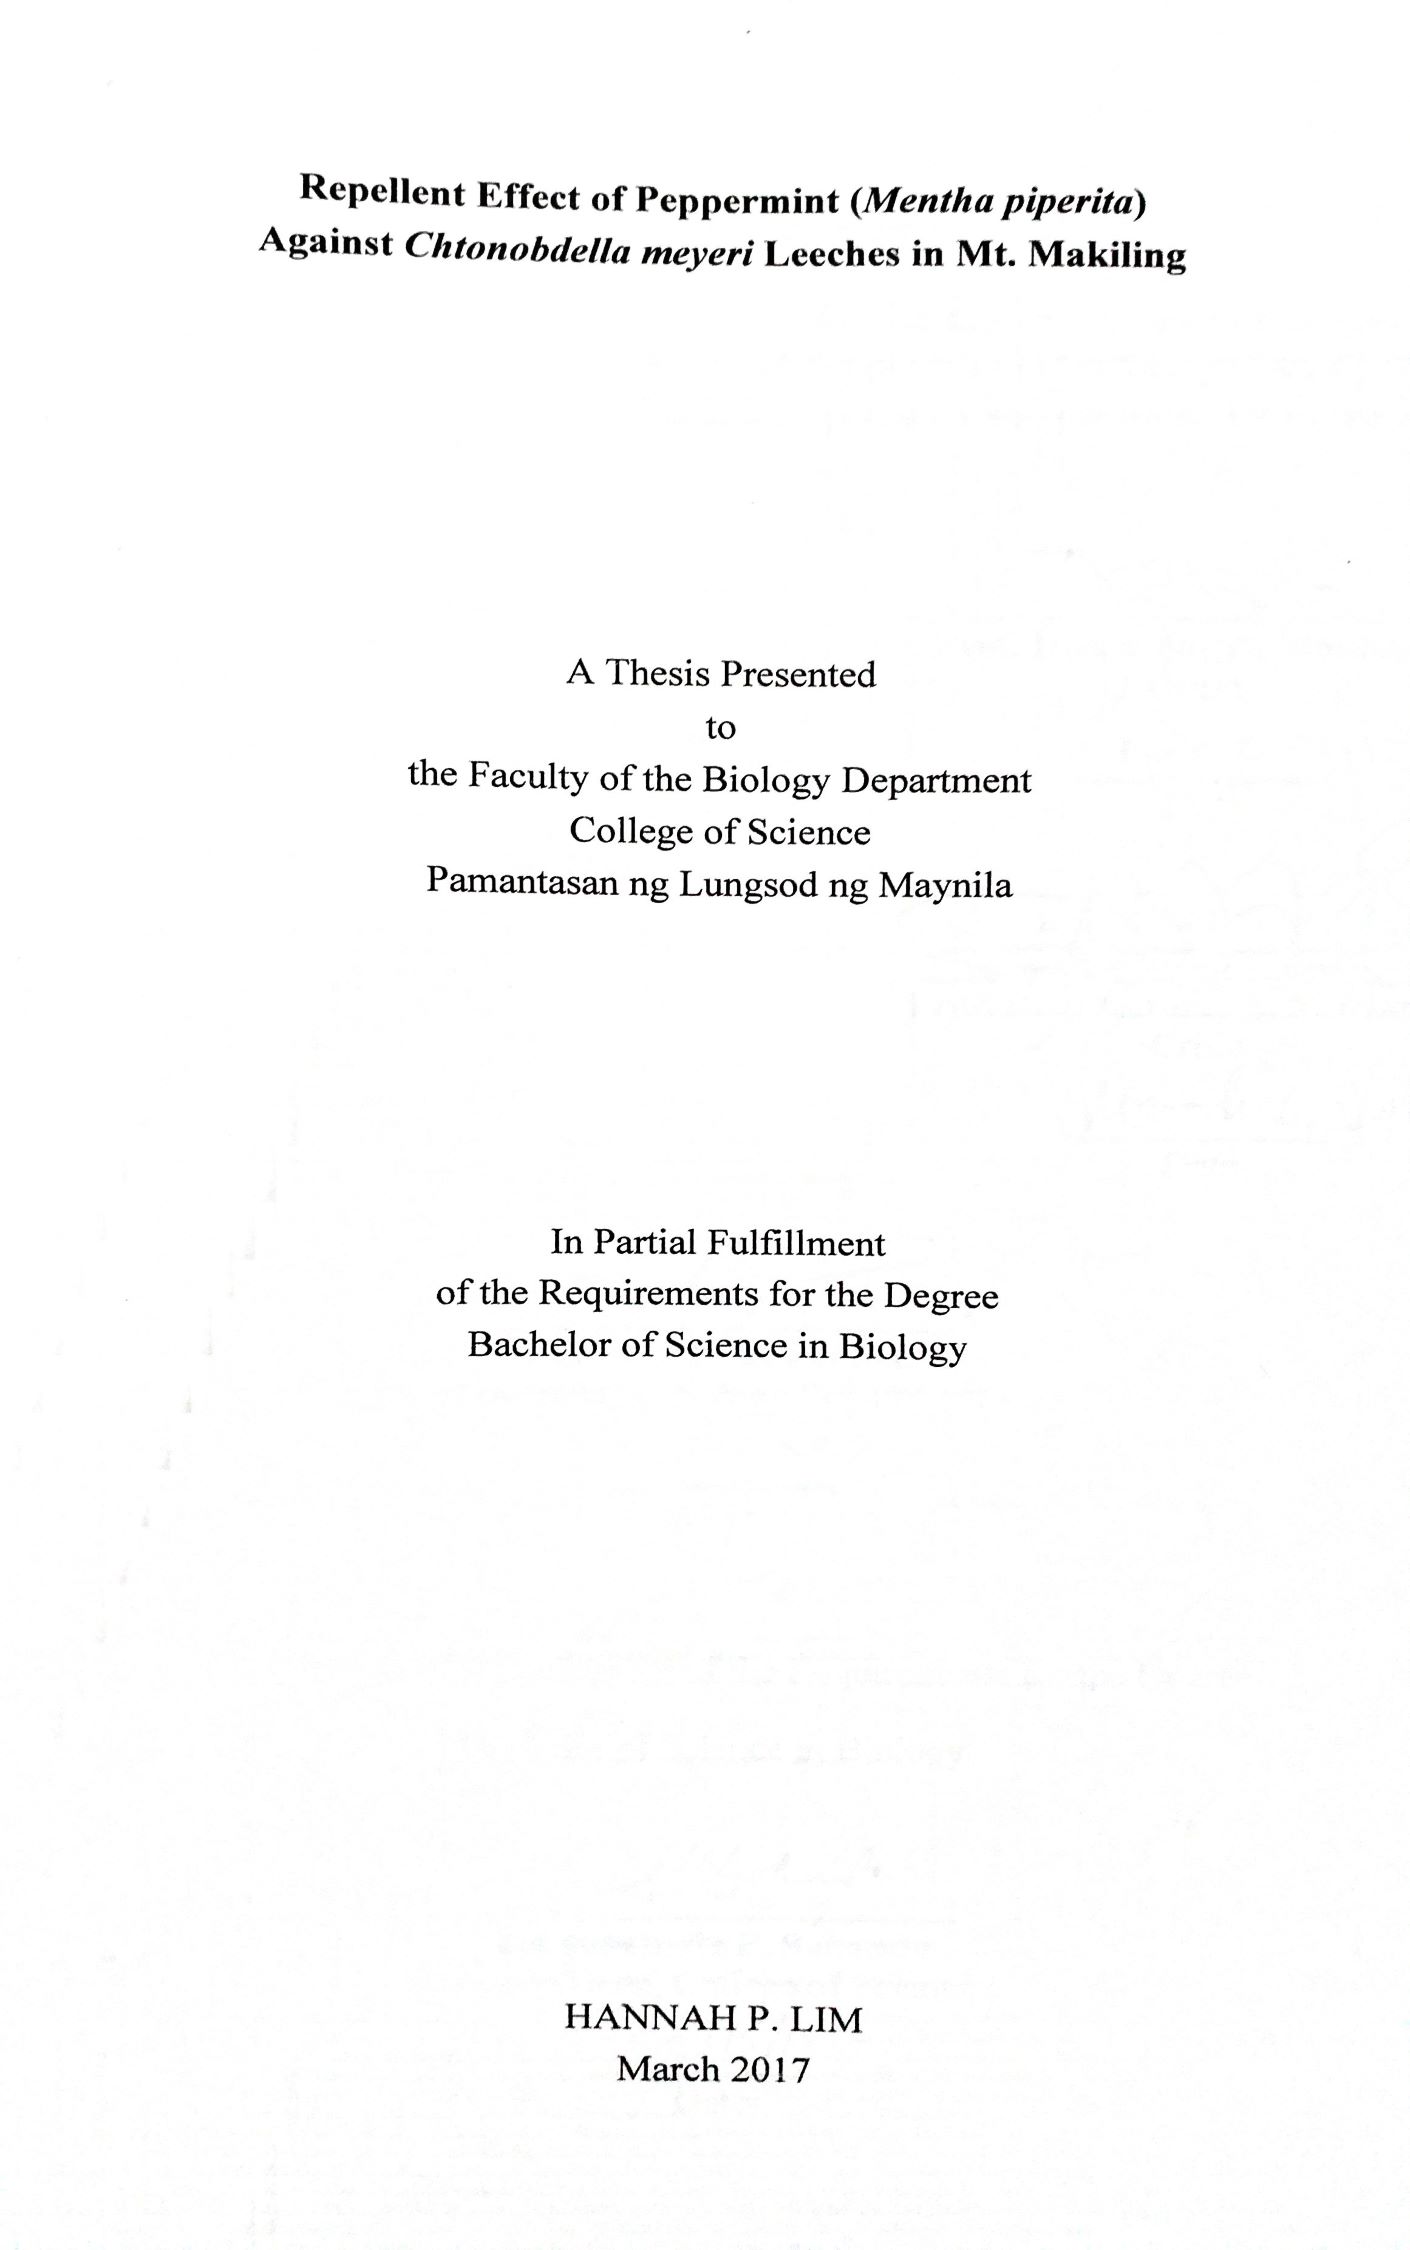 Repellent Effect of Peppermint (Mentha piperita)
Against Chtonobdella meyeri Leeches in Mt. Makiling
A Thesis Presented
to
the Faculty of the Biology Department
College of Science
Pamantasan ng Lungsod ng Maynila
In Partial Fulfillment
of the Requirements for the Degree
Bachelor of Science in Biology
HANNAH P. LIM
March 2017